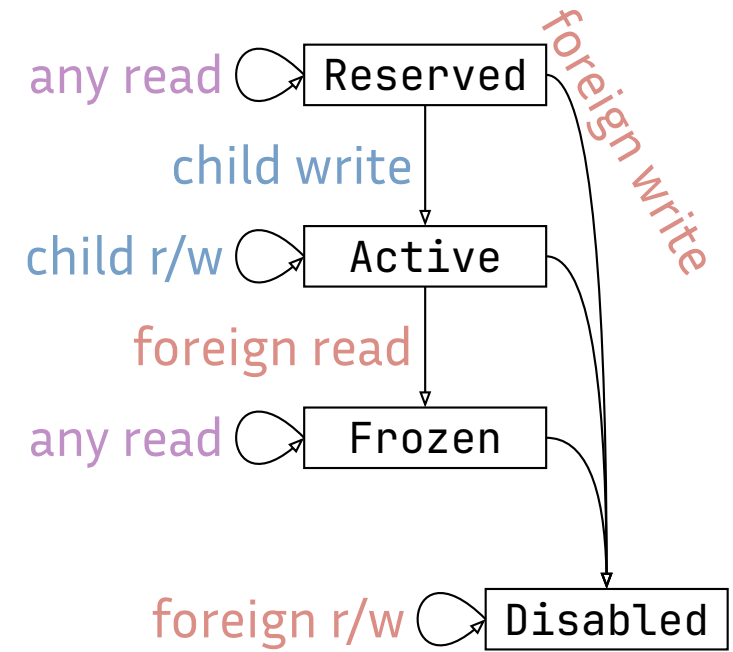 any read
Reserved
foreign write
child write
child r/w
Active
foreign read
any read
Frozen
foreign r/w
Disabled